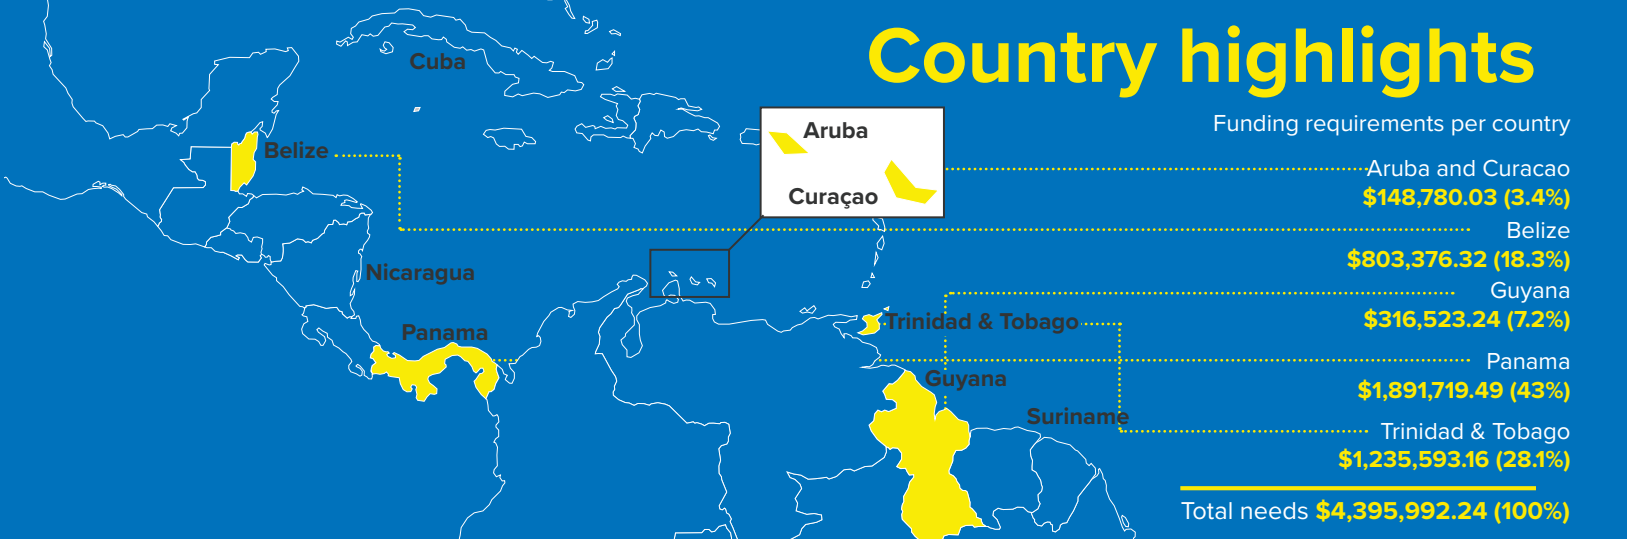 Country highlights
Funding requirements per country
Cuba
Belize
Nicaragua
Panama
Aruba
Curaçao
Trinidad & Tobago
Guyana
Suriname
Aruba and Curacao
$148,780.03 (3.4%)
Belize
$803,376.32 (18.3%)
Guyana
$316,523.24 (7.2%)
Panama
$1,891,719.49 (43%)
Trinidad & Tobago
$1,235,593.16 (28.1%)
Total needs $4,395,992.24 (100%)